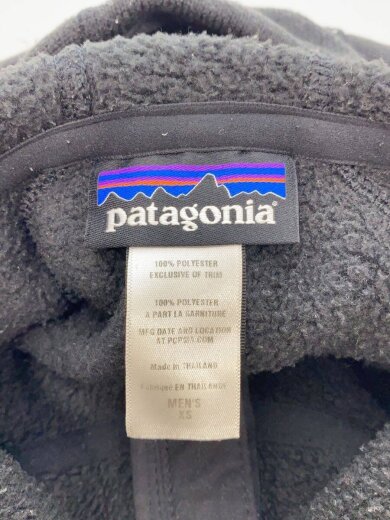 patagonia®
100% POLYESTER
EXCLUSIVE OF TRIM
100% POLYESTER
A PART LA GARNITURE
MFG DATE AND LOCATION
AT PCPSIA.COM
Made in THAILAND
Fabriqué EN THAILANDE
MEN'S
XS